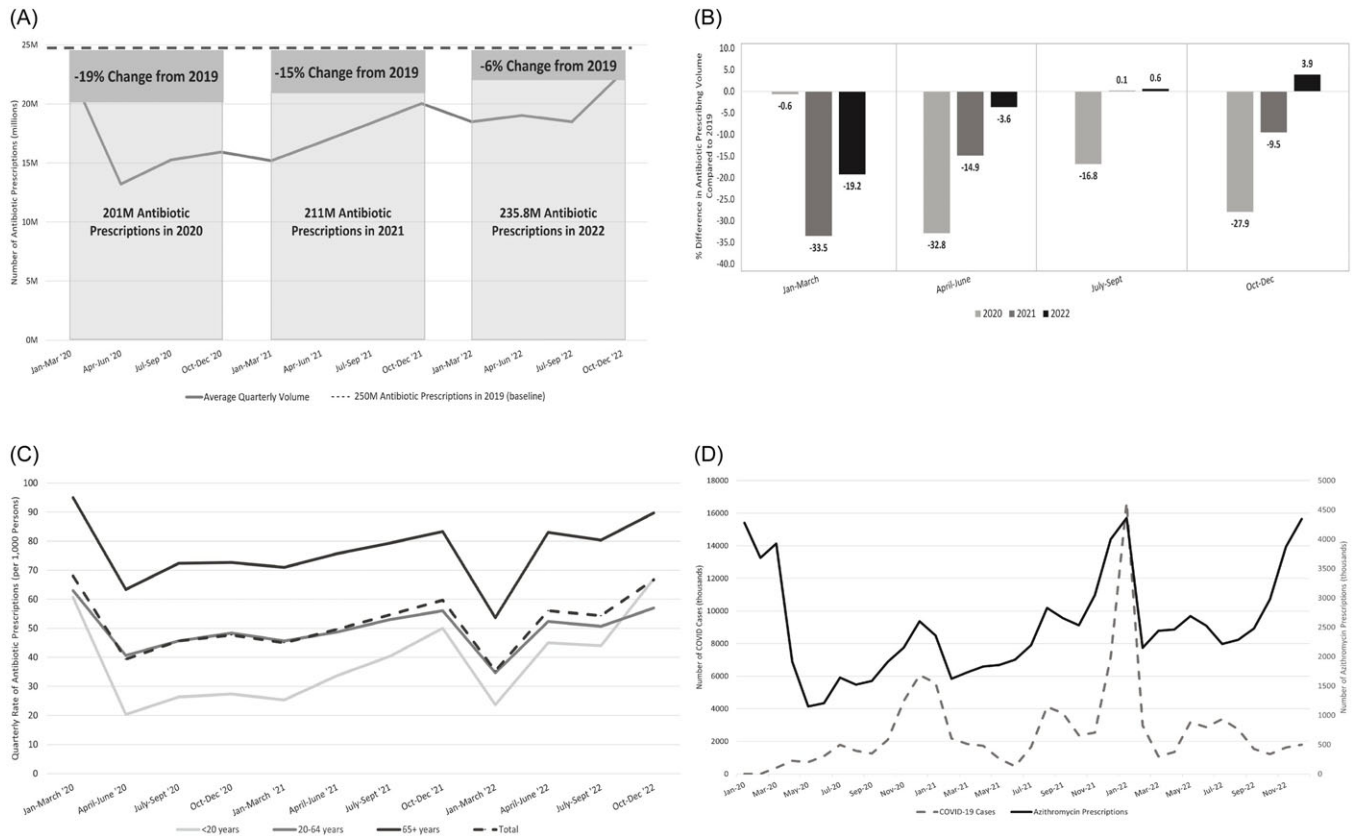 (A)
Number of Antibiotic Prescriptions (millions)
25M
20M
15M
10M
5M
0M
-19% Change from 2019
-15% Change from 2019
-6% Change from 2019
201M Antibiotic
Prescriptions in 2020
211M Antibiotic
Prescriptions in 2021
235.8M Antibiotic
Prescriptions in 2022
Jan-Mar '20
Apr-Jun '20
Jul-Sep '20
Oct-Dec '20
Jan-Mar '21
Apr-Jun '21
Jul-Sep '21
Oct-Dec '21
Jan-Mar '22
Apr-Jun '22
Jul-Sep '22
Oct-Dec '22
Average Quarterly Volume
250M Antibiotic Prescriptions in 2019 (baseline)
(B)
% Difference in Antibiotic Prescribing Volume
Compared to 2019
10.0
5.0
0.0
-5.0
-10.0
-15.0
-20.0
-25.0
-30.0
-35.0
-40.0
-0.6
-33.5
-19.2
-32.8
-14.9
-3.6
-16.8
0.1
0.6
-27.9
-9.5
3.9
Jan-March
April-June
July-Sept
Oct-Dec
2020
2021
2022
(C)
Quarterly Rate of Antibiotic Prescriptions (per 1,000 Persons)
100
90
80
70
60
50
40
30
20
10
0
Jan-March '20
April-June '20
July-Sept '20
Oct-Dec '20
Jan-March '21
April-June '21
July-Sept '21
Oct-Dec '21
Jan-March '22
April-June '22
July-Sept '22
Oct-Dec '22
<20 years
20-64 years
65+ years
Total
(D)
Number of COVID Cases (thousands)
18000
16000
14000
12000
10000
8000
6000
4000
2000
0
Number of Azithromycin Prescriptions (thousands)
5000
4500
4000
3500
3000
2500
2000
1500
1000
500
0
Jan-20
Mar-20
May-20
Jul-20
Sep-20
Nov-20
Jan-21
Mar-21
May-21
Jul-21
Sep-21
Nov-21
Jan-22
Mar-22
May-22
Jul-22
Sep-22
Nov-22
COVID-19 Cases
Azithromycin Prescriptions